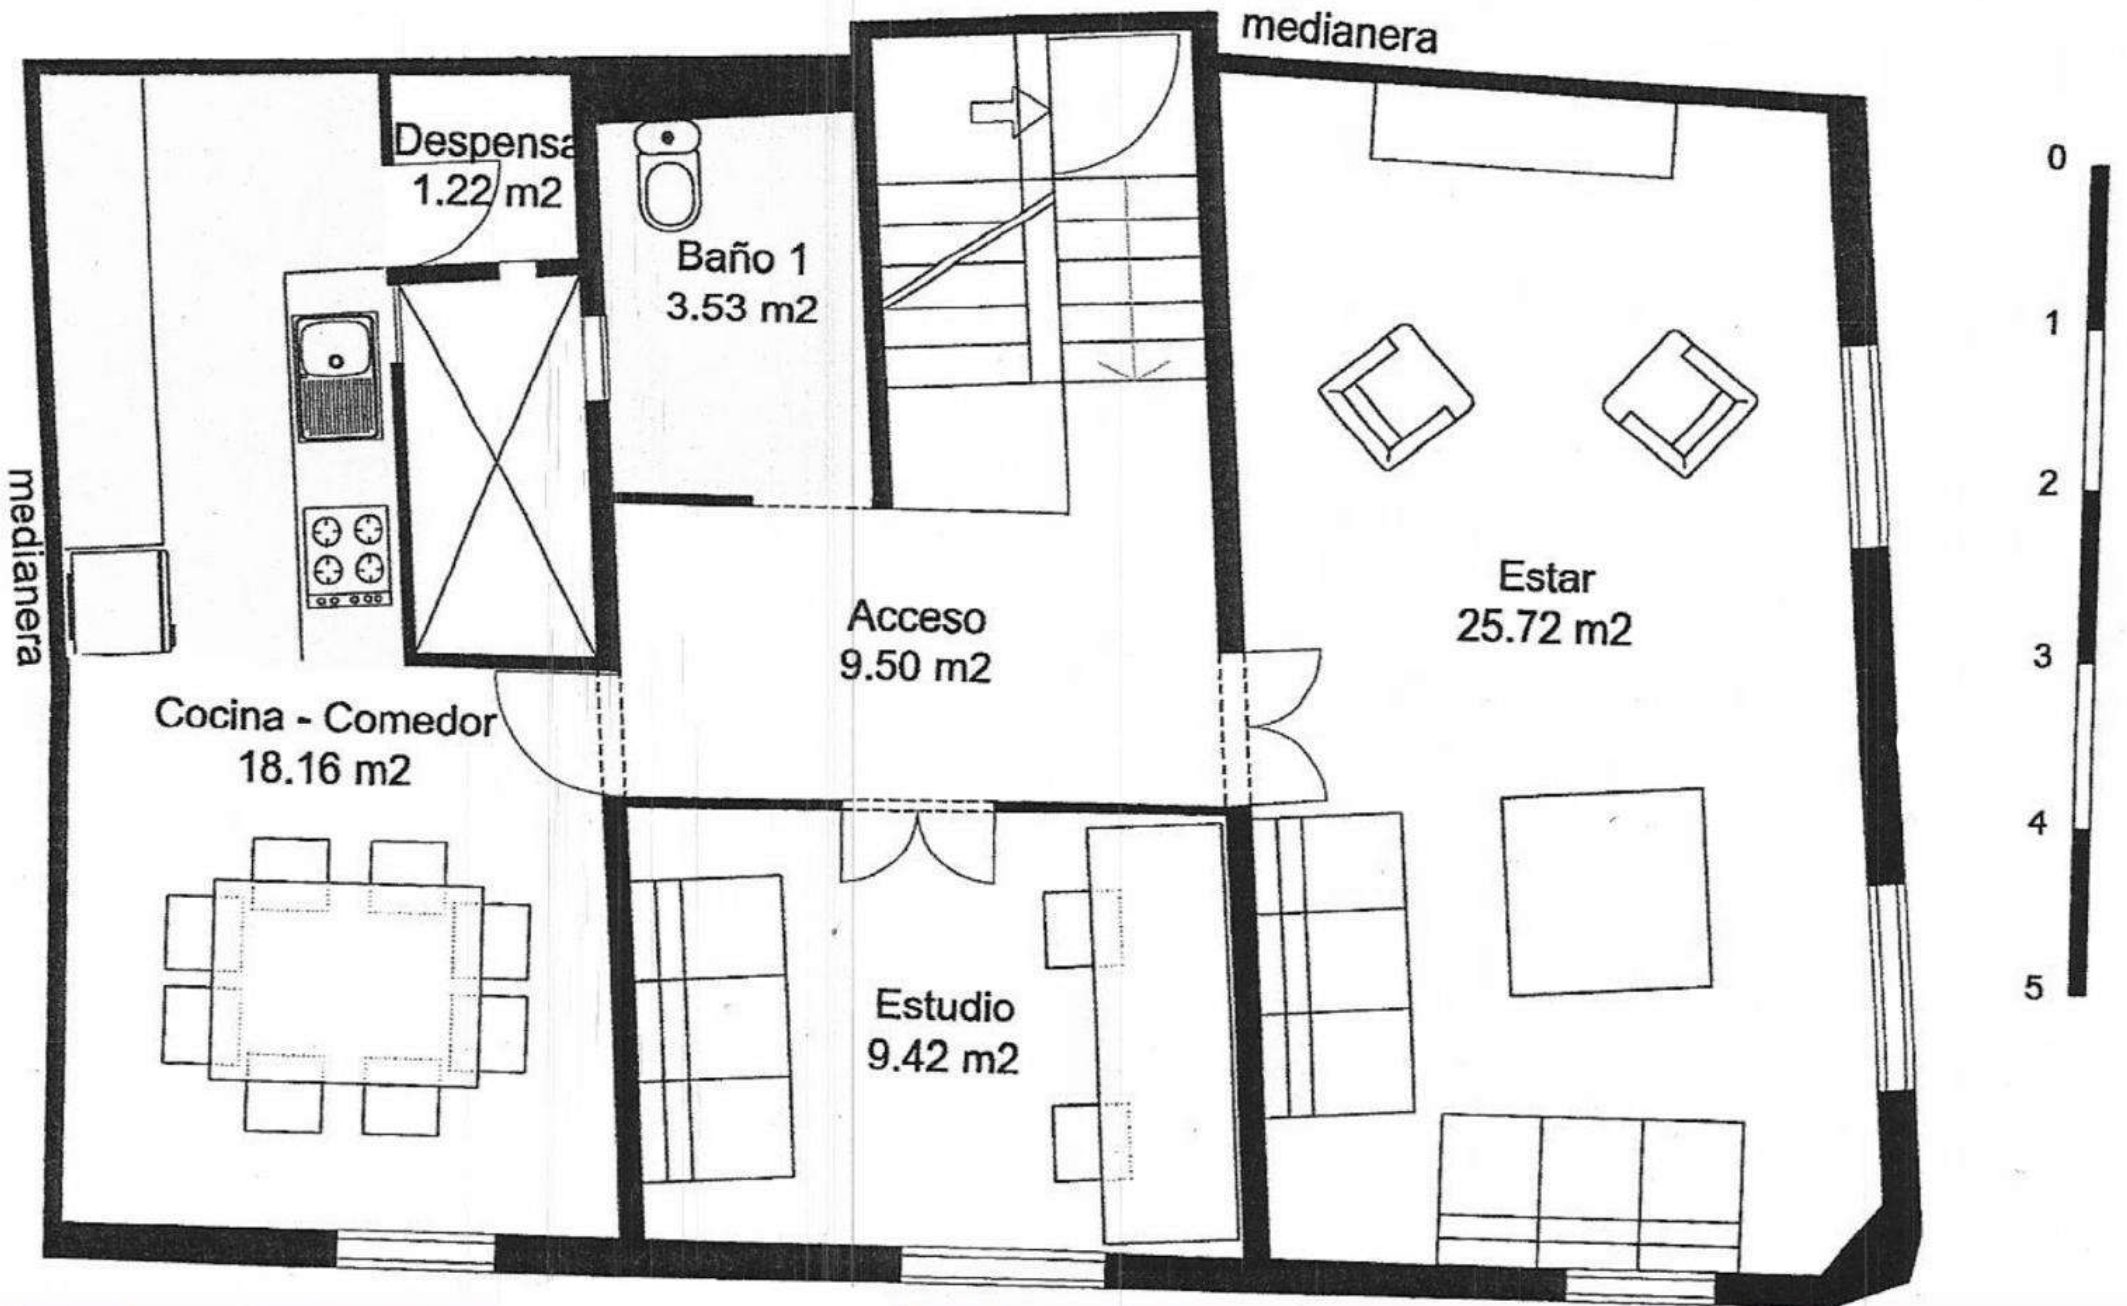 medianera
Despensa
1.22 m2
Baño 1
3.53 m2
0
1
2
3
4
5
Estar
25.72 m2
Acceso
9.50 m2
medianera
Cocina - Comedor
18.16 m2
Estudio
9.42 m2